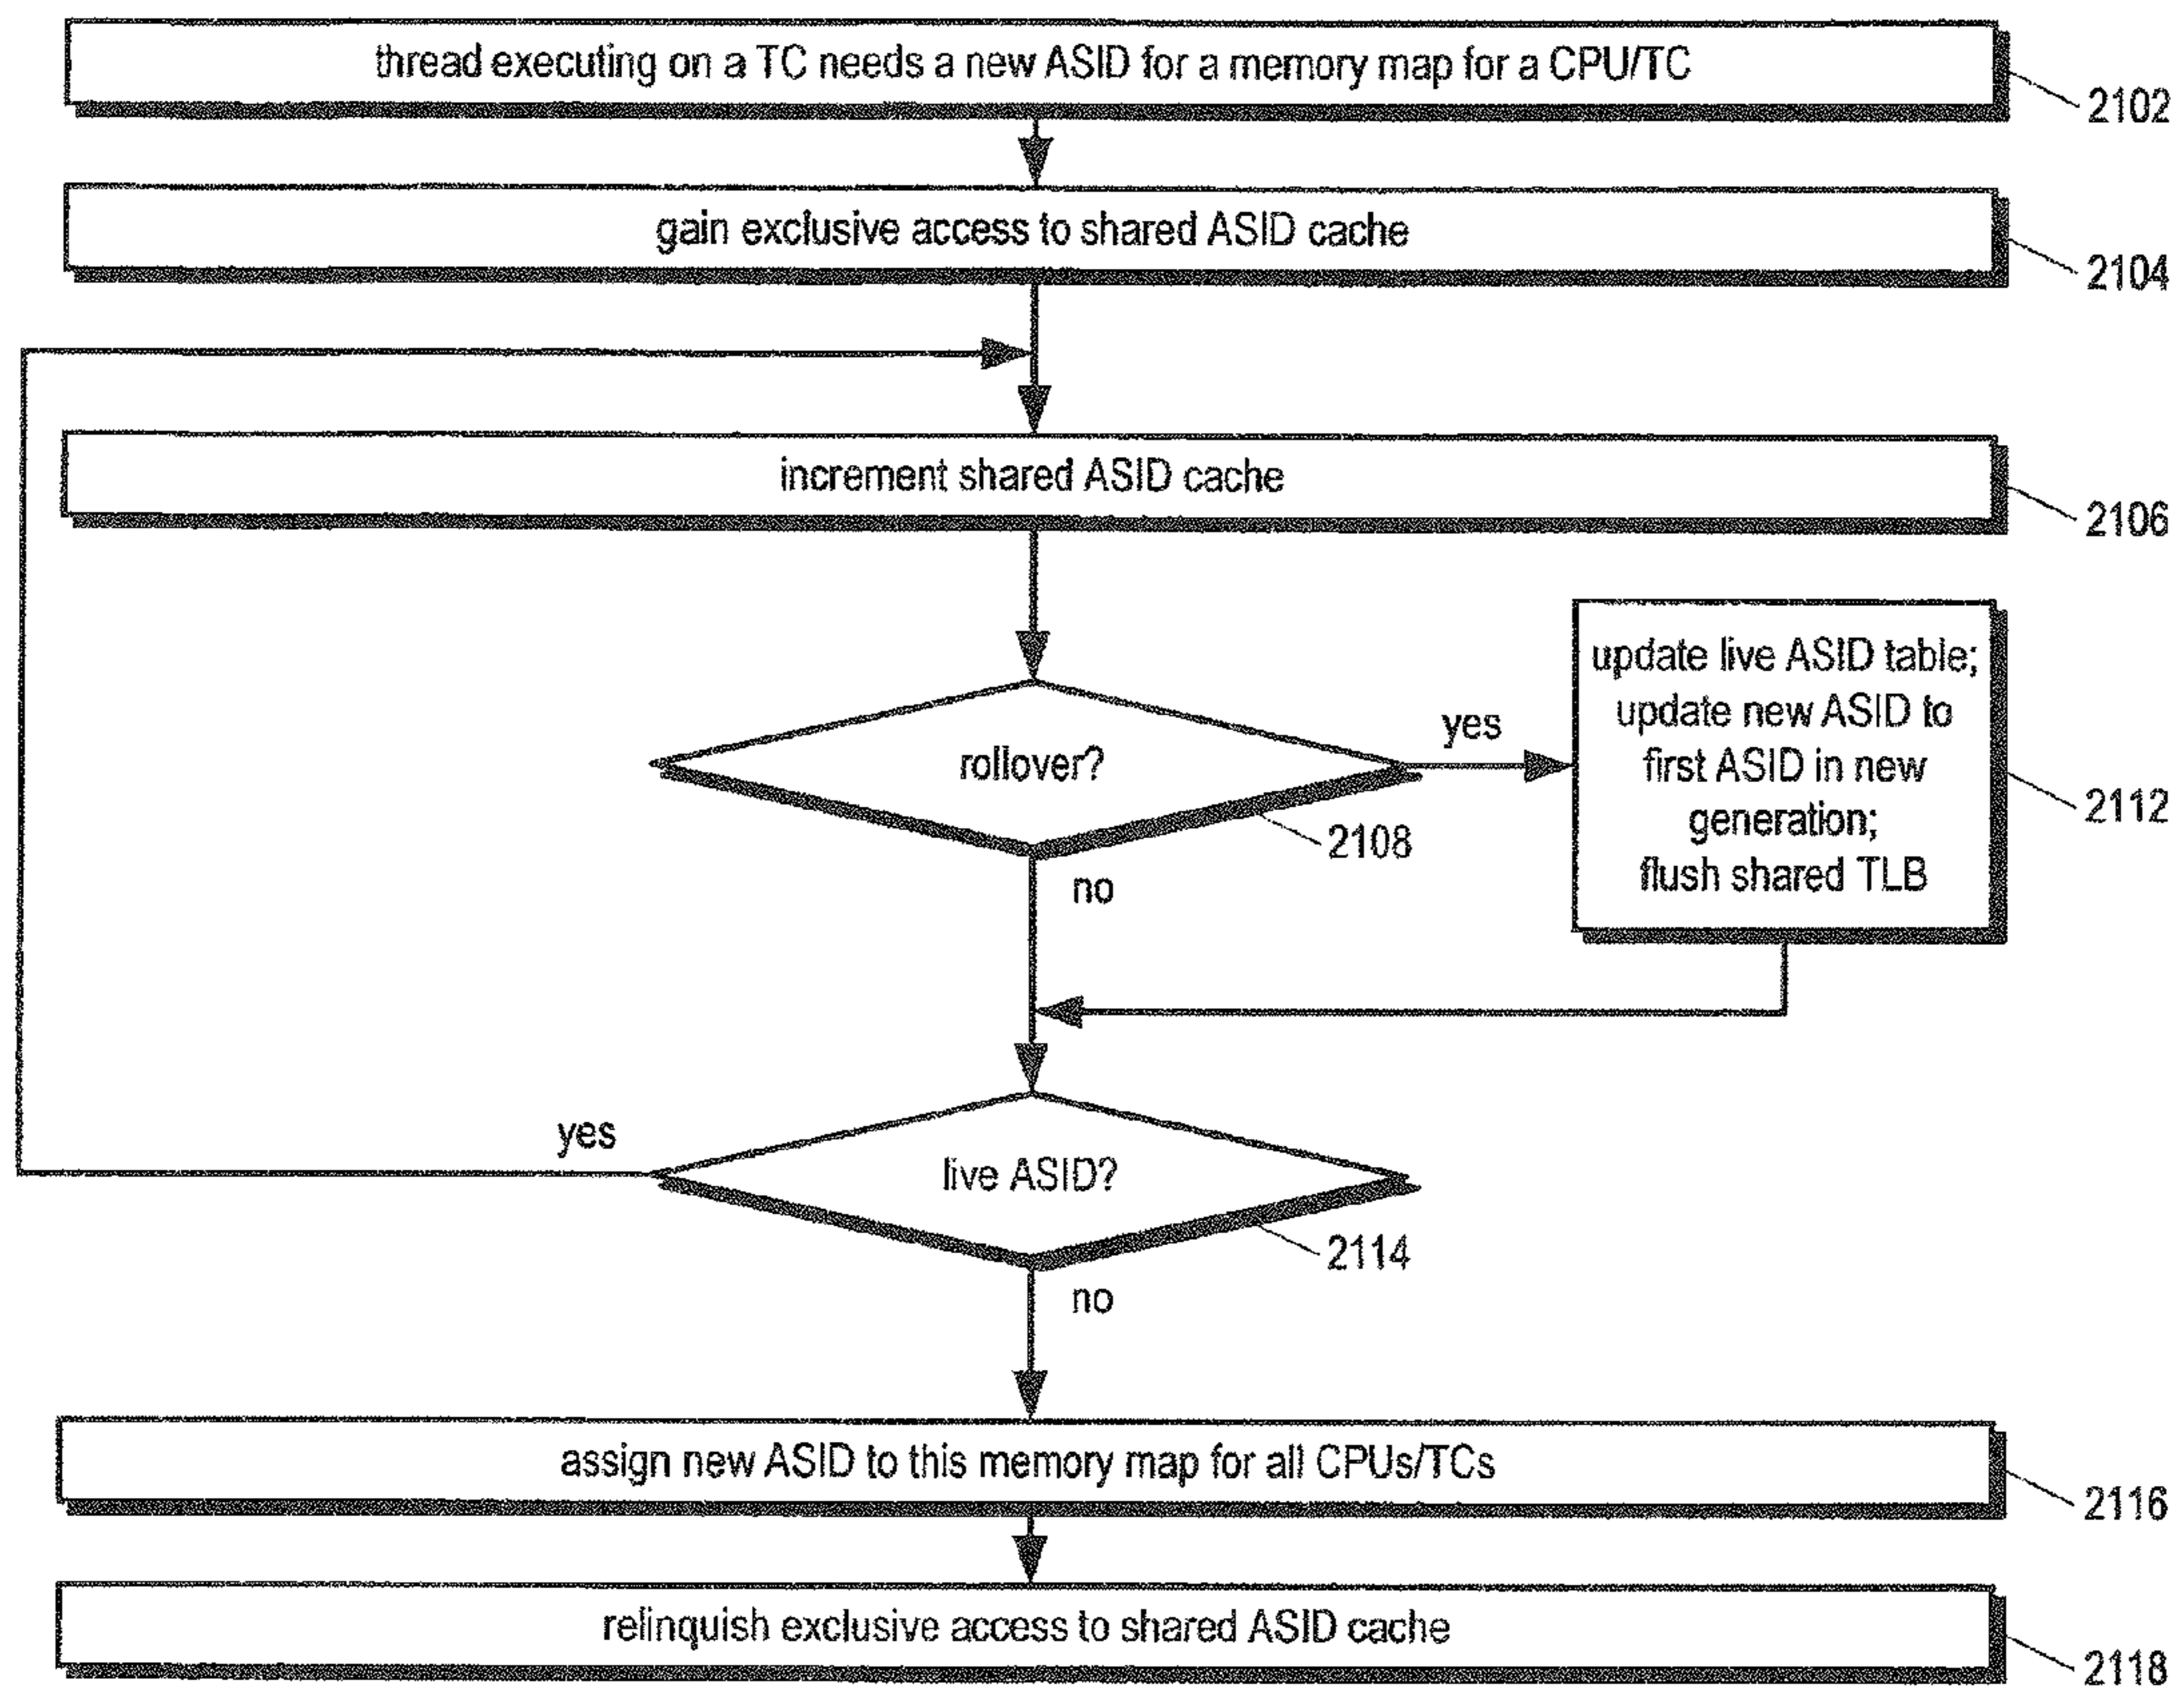 thread executing on a TC needs a new ASID for a memory map for a CPU/TC
2102
gain exclusive access to shared ASID cache
2104
increment shared ASID cache
2106
rollover?
2108
yes
no
update live ASID table;
update new ASID to
first ASID in new
generation;
flush shared TLB
2112
live ASID?
2114
yes
no
assign new ASID to this memory map for all CPUs/TCs
2116
relinquish exclusive access to shared ASID cache
2118